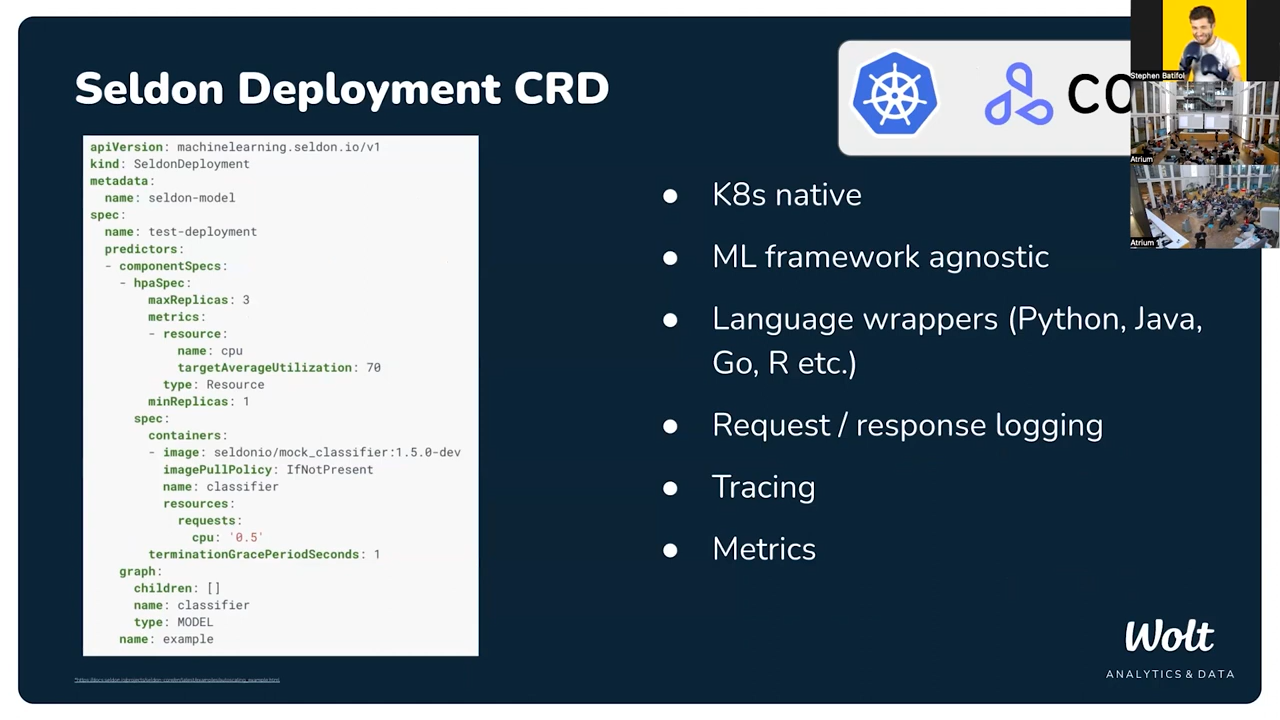 Seldon Deployment CRD
apiVersion: machinelearning.seldon.io/v1
kind: SeldonDeployment
metadata:
  name: seldon-model
spec:
  name: test-deployment
  predictors:
  - componentSpecs:
    - hpaSpec:
        maxReplicas: 3
        metrics:
        - resource:
            name: cpu
            targetAverageUtilization: 70
          type: Resource
        minReplicas: 1
      spec:
        containers:
        - image: seldonio/mock_classifier:1.5.0-dev
          imagePullPolicy: IfNotPresent
          name: classifier
          resources:
            requests:
              cpu: '0.5'
        terminationGracePeriodSeconds: 1
    graph:
      children: []
      name: classifier
      type: MODEL
    name: example
co
● K8s native
● ML framework agnostic
● Language wrappers (Python, Java,
Go, R etc.)
● Request / response logging
● Tracing
● Metrics
Wolt
ANALYTICS & DATA
Stephen Batifol
Atrium
Atrium 1